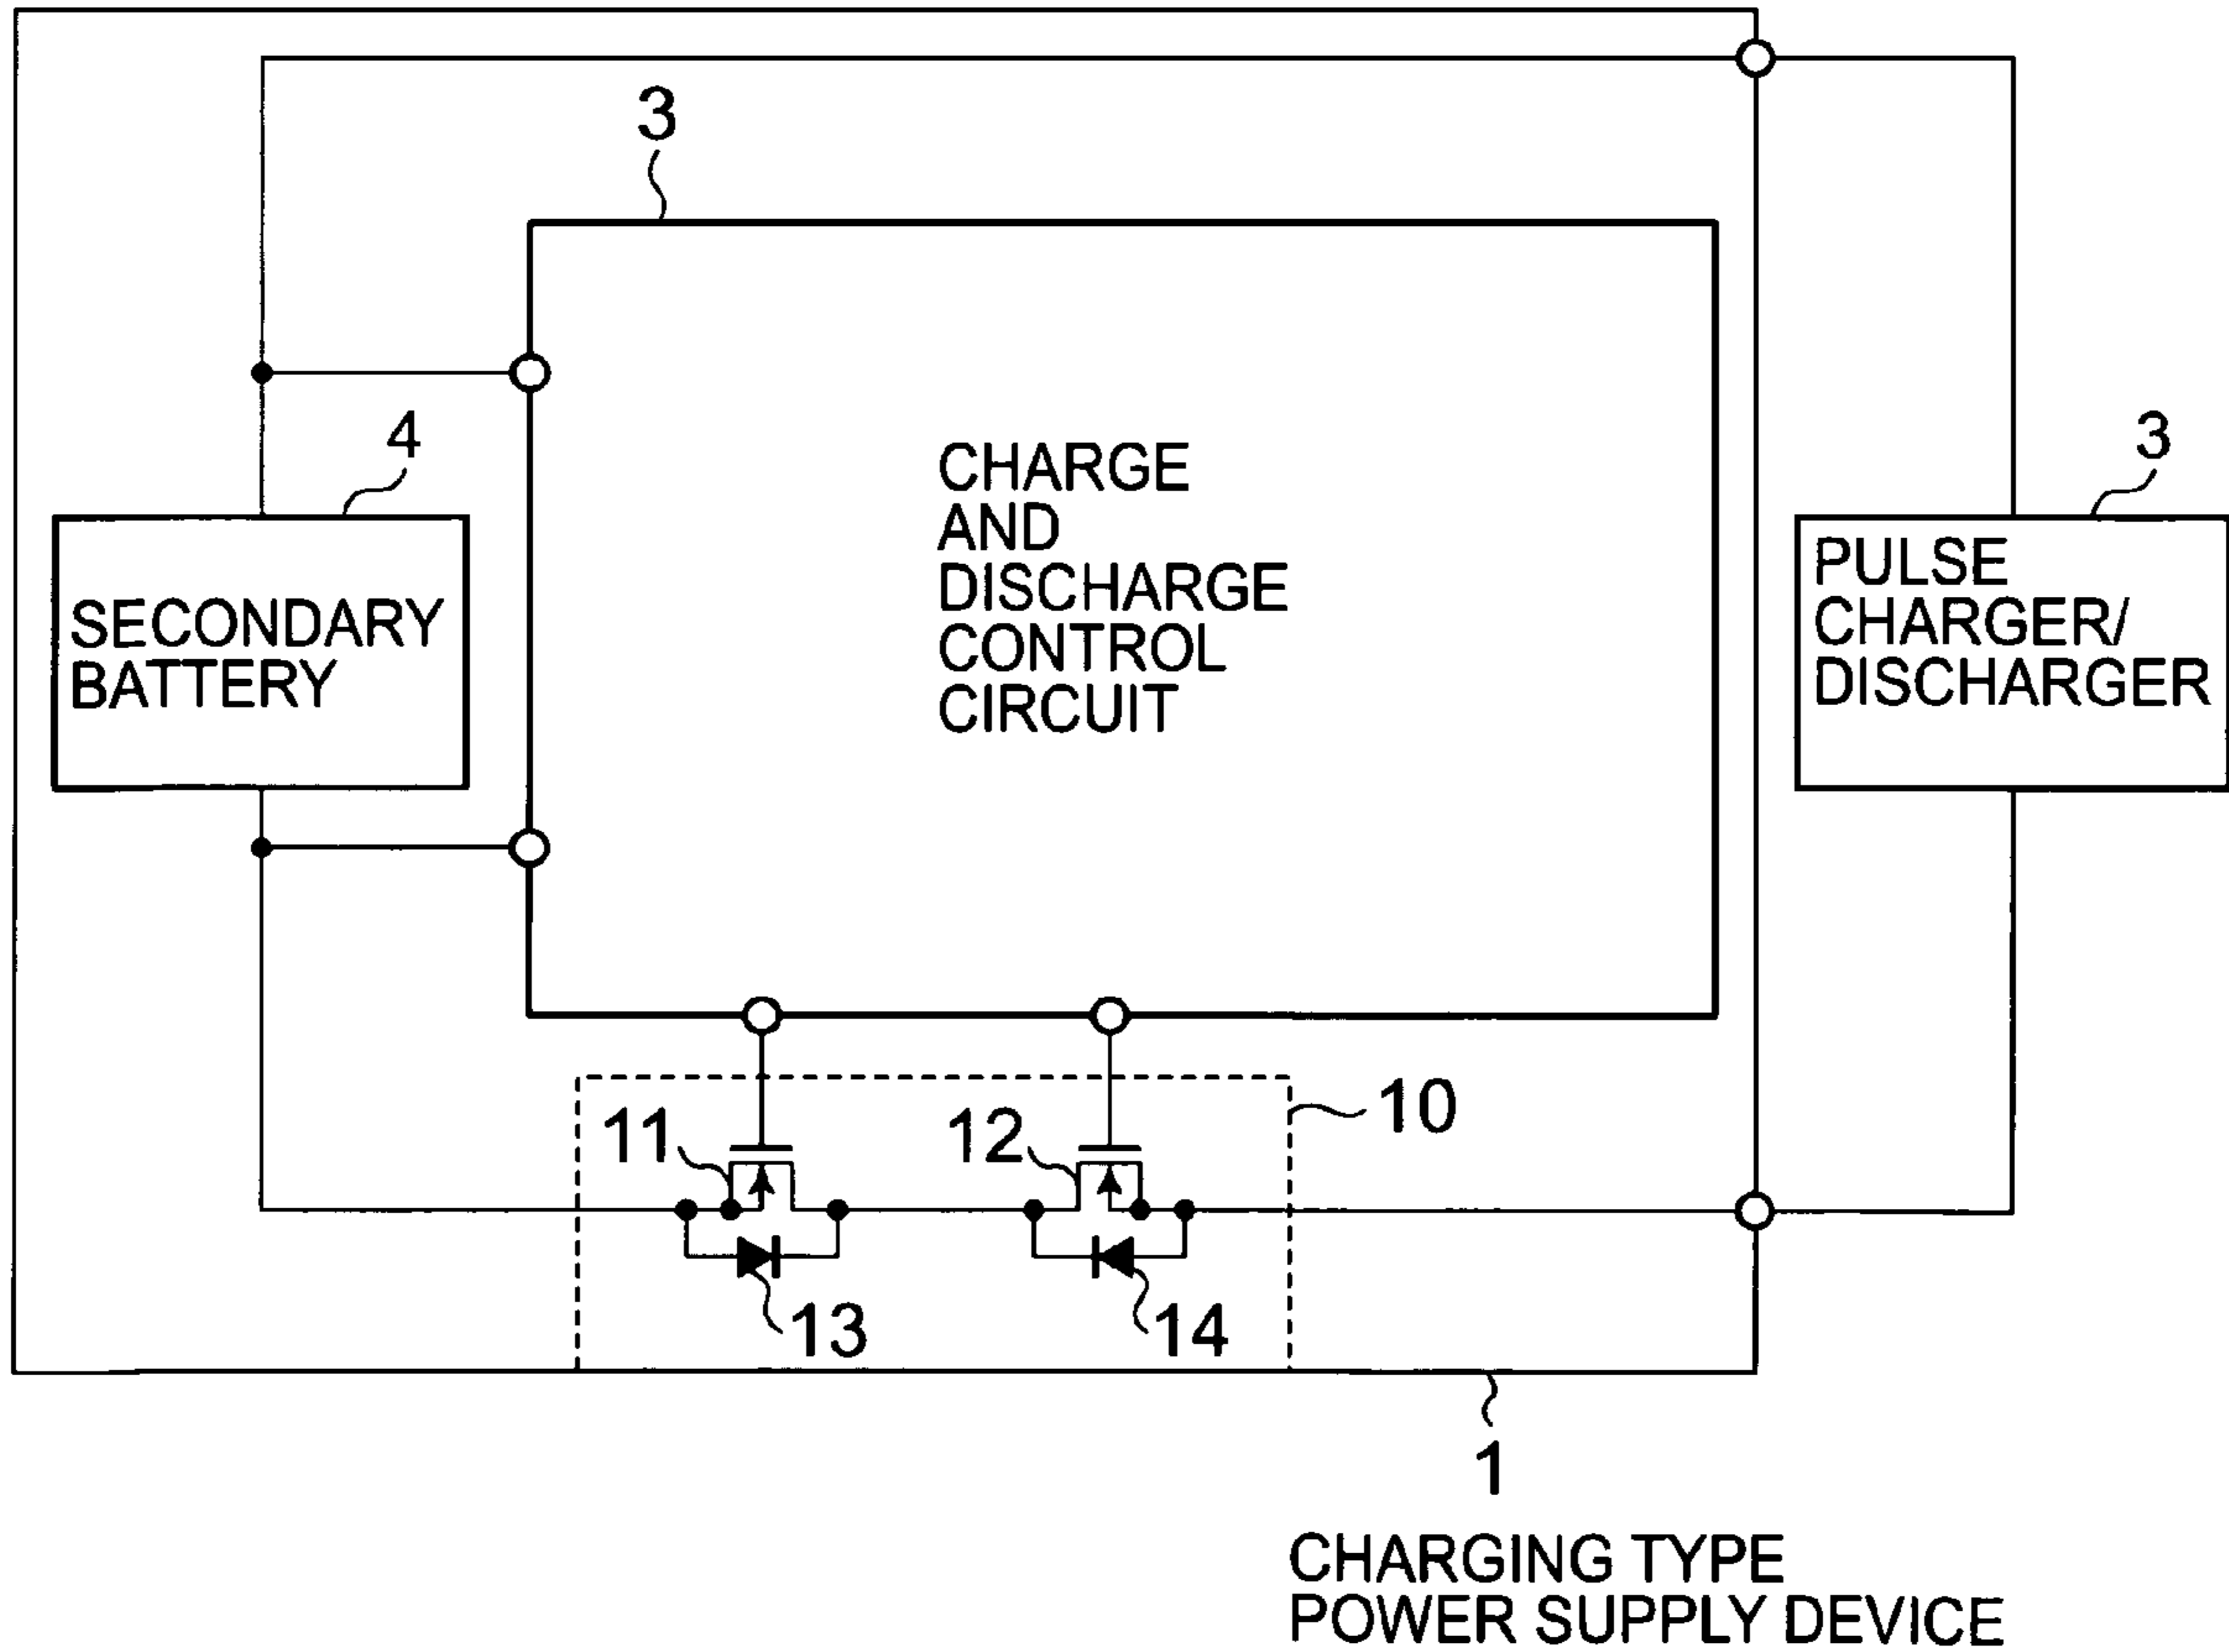 3
4
3
CHARGE
AND
DISCHARGE
CONTROL
CIRCUIT
PULSE
CHARGER/
DISCHARGER
SECONDARY
BATTERY
10
11
12
13
14
1
CHARGING TYPE
POWER SUPPLY DEVICE